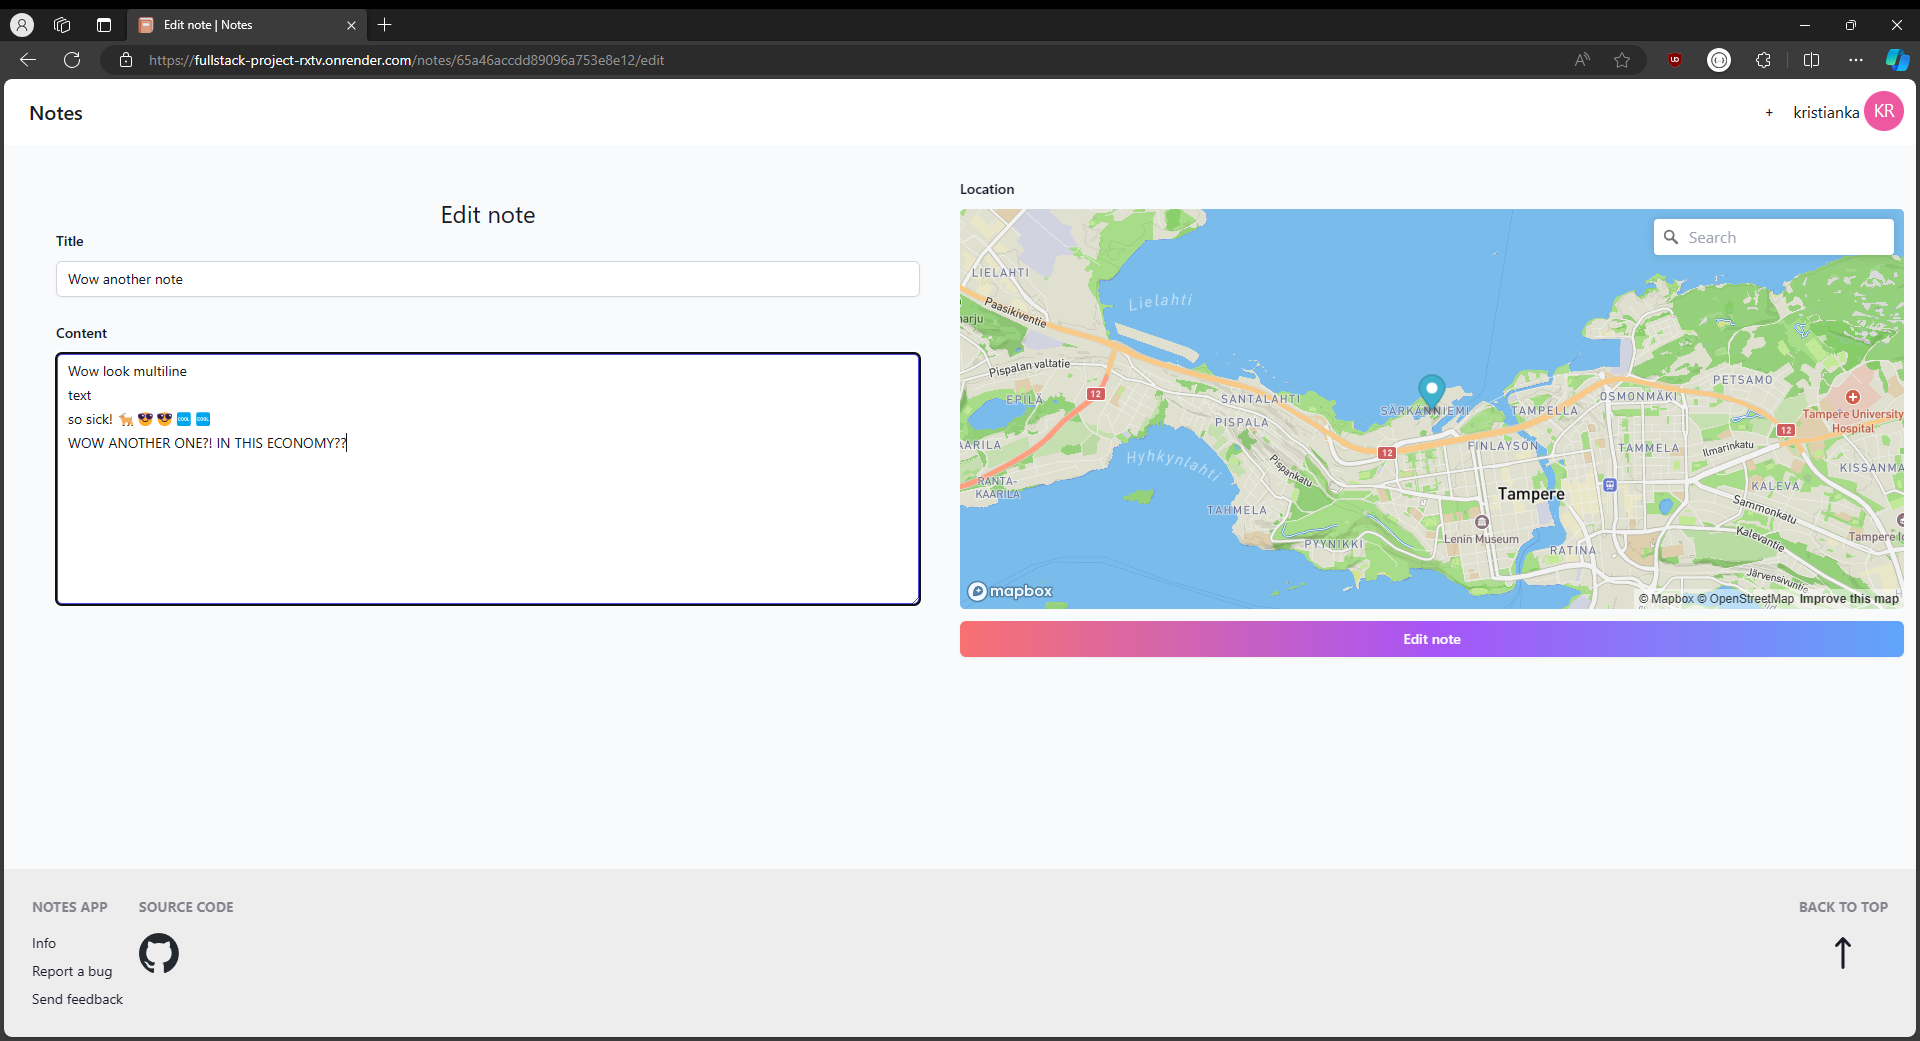 Edit note | Notes
https://fullstack-project-rxtv.onrender.com/notes/65a46accdd89096a753e8e12/edit
Notes
+ kristianka KR
Edit note
Title
Wow another note
Content
Wow look multiline
text
so sick! 🐕😎😎🆒🆒
WOW ANOTHER ONE?! IN THIS ECONOMY??
Location
Search
LIELAHTI
Lielahti
Paasikiventie
harju
Pispalan valtatie
EPILÄ
12
AARILA
RANTA-
KAARILA
Hyhkynlahti
SANTALAHTI
PISPALA
Pispankatu
TAHMELA
PYYNIKKI
SÄRKÄNNIEMI
12
TAMPELLA
FINLAYSON
Tampere
Lenin Museum
RATINA
PETSAMO
OSMONMÄKI
Tampere University
Hospital
12
TAMMELA
Ilmarinkatu
KISSANMA
KALEVA
Sammonkatu
Kalevantie
Tampere Ic
Järvensivuntie
mapbox
© Mapbox © OpenStreetMap Improve this map
Edit note
NOTES APP
Info
Report a bug
Send feedback
SOURCE CODE
BACK TO TOP